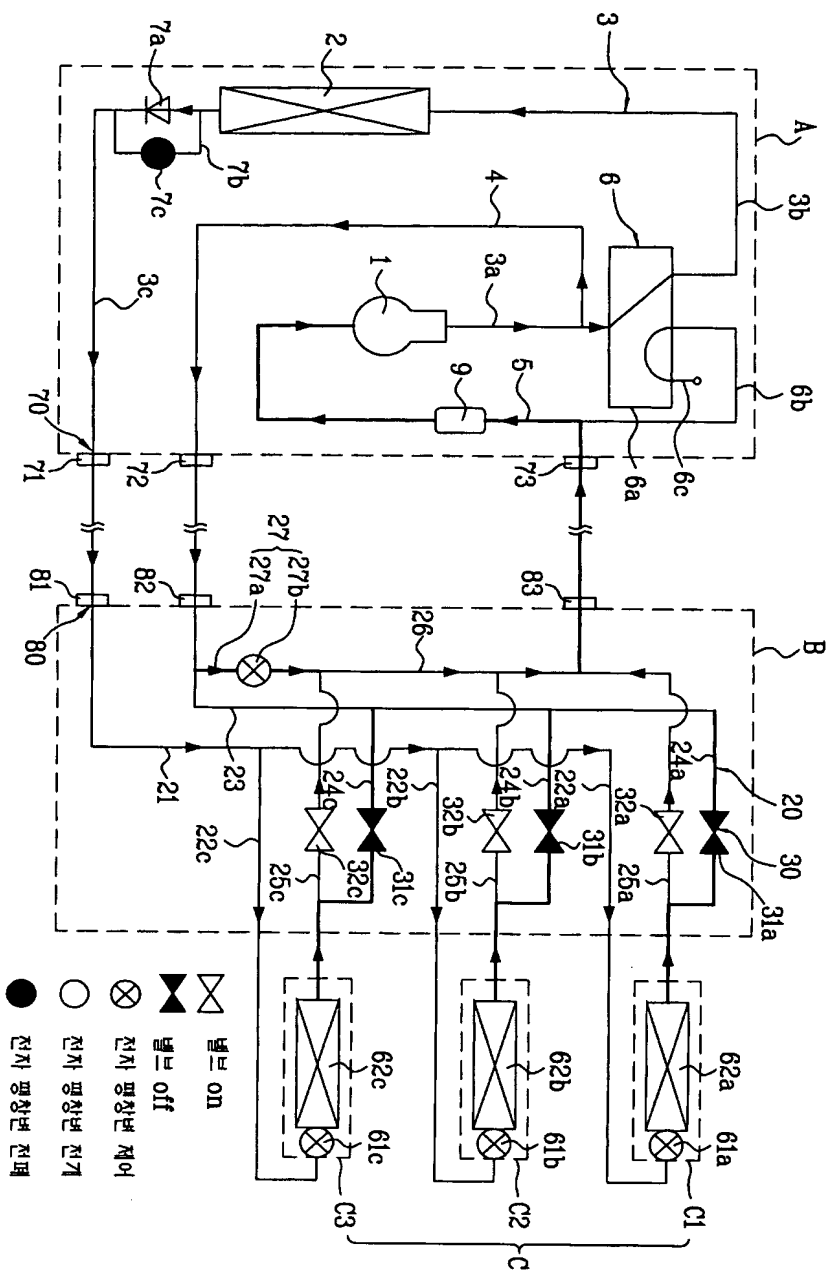 A
B
3b
6b
3
6
6c
6a
4
3a
5
1
9
2
7a
7b
7c
3c
70
71
72
73
81
82
83
80
27
27a
27b
26
21
23
20
24a
30
31a
32a
25a
22a
24b
31b
32b
25b
22b
24c
31c
32c
25c
22c
62a
61a
C1
62b
61b
C2
62c
61c
C3
C
밸브 on
밸브 off
전자 팽창변 제어
전자 팽창변 전개
전자 팽창변 전폐